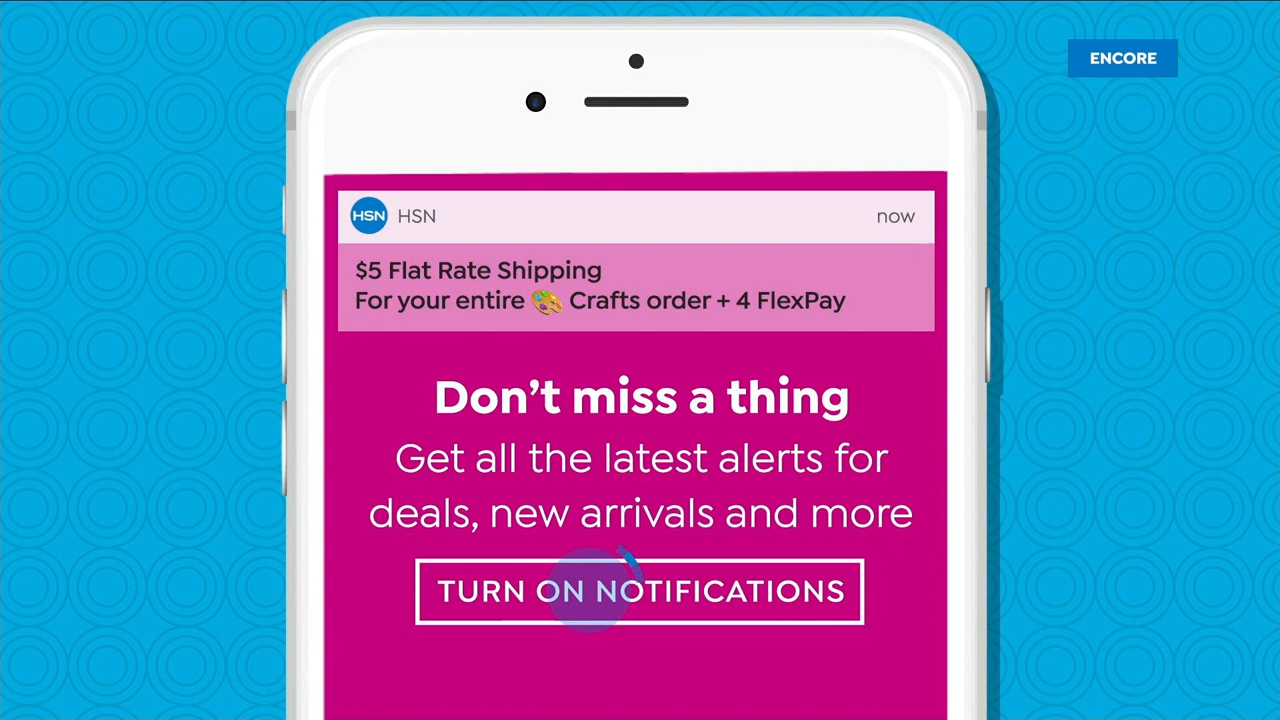 ENCORE
HSN HSN now
$5 Flat Rate Shipping
For your entire 🎨 Crafts order + 4 FlexPay
Don't miss a thing
Get all the latest alerts for
deals, new arrivals and more
TURN ON NOTIFICATIONS